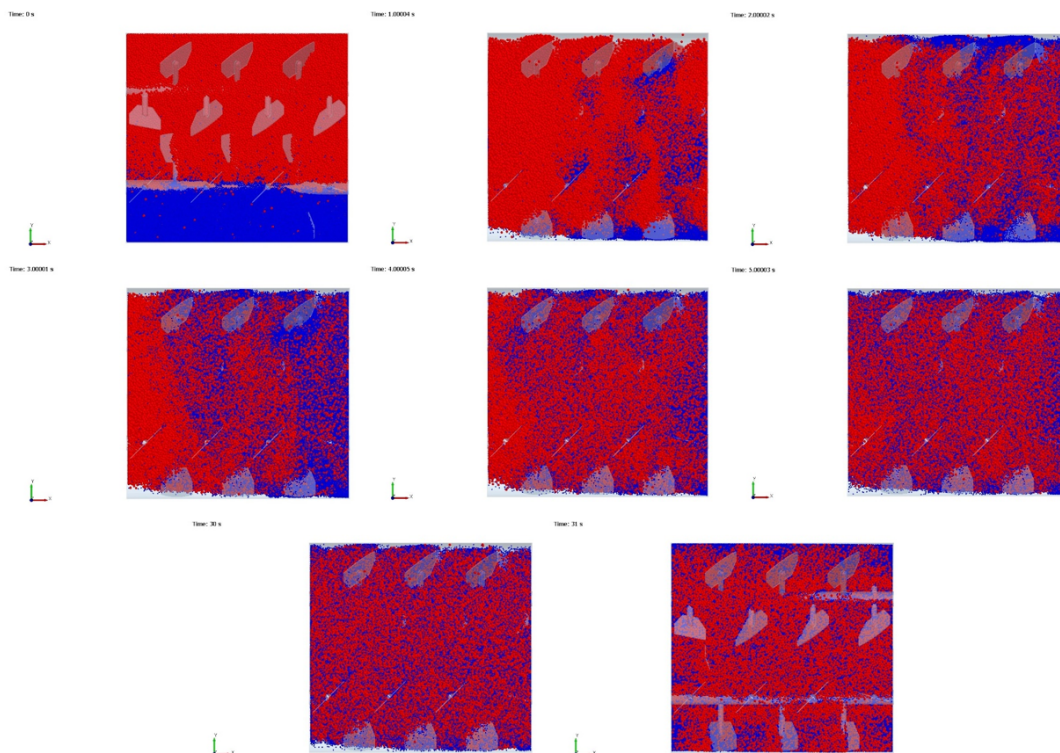 Time: 0 s
Time: 1.00004 s
Time: 2.00002 s
Y
X
Y
X
Y
X
Time: 3.00001 s
Time: 4.00005 s
Time: 5.00003 s
Y
X
Y
X
Y
X
Time: 30 s
Time: 31 s
Y
Y